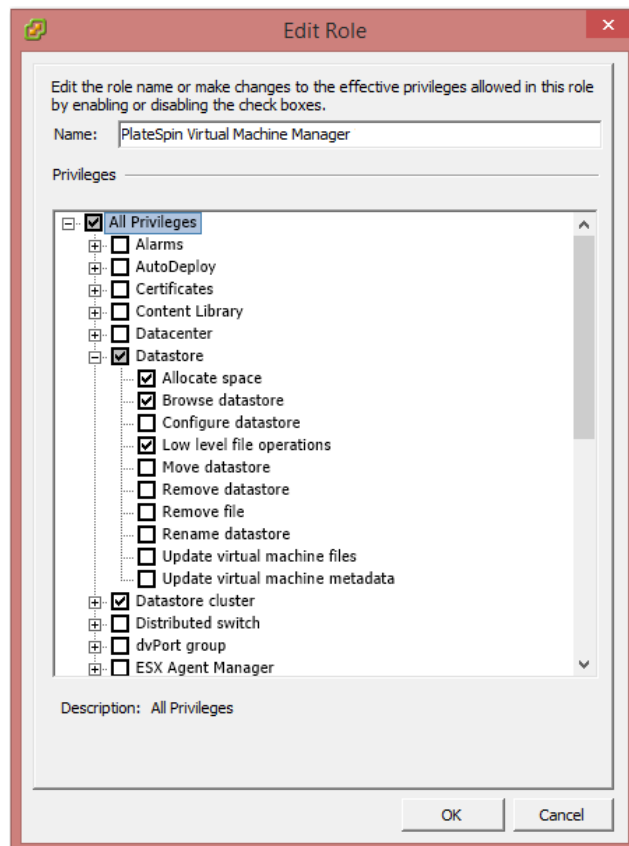 Edit Role
Edit the role name or make changes to the effective privileges allowed in this role
by enabling or disabling the check boxes.
Name: PlateSpin Virtual Machine Manager
Privileges
All Privileges
Alarms
AutoDeploy
Certificates
Content Library
Datacenter
Datastore
Allocate space
Browse datastore
Configure datastore
Low level file operations
Move datastore
Remove datastore
Remove file
Rename datastore
Update virtual machine files
Update virtual machine metadata
Datastore cluster
Distributed switch
dvPort group
ESX Agent Manager
Description: All Privileges
OK Cancel